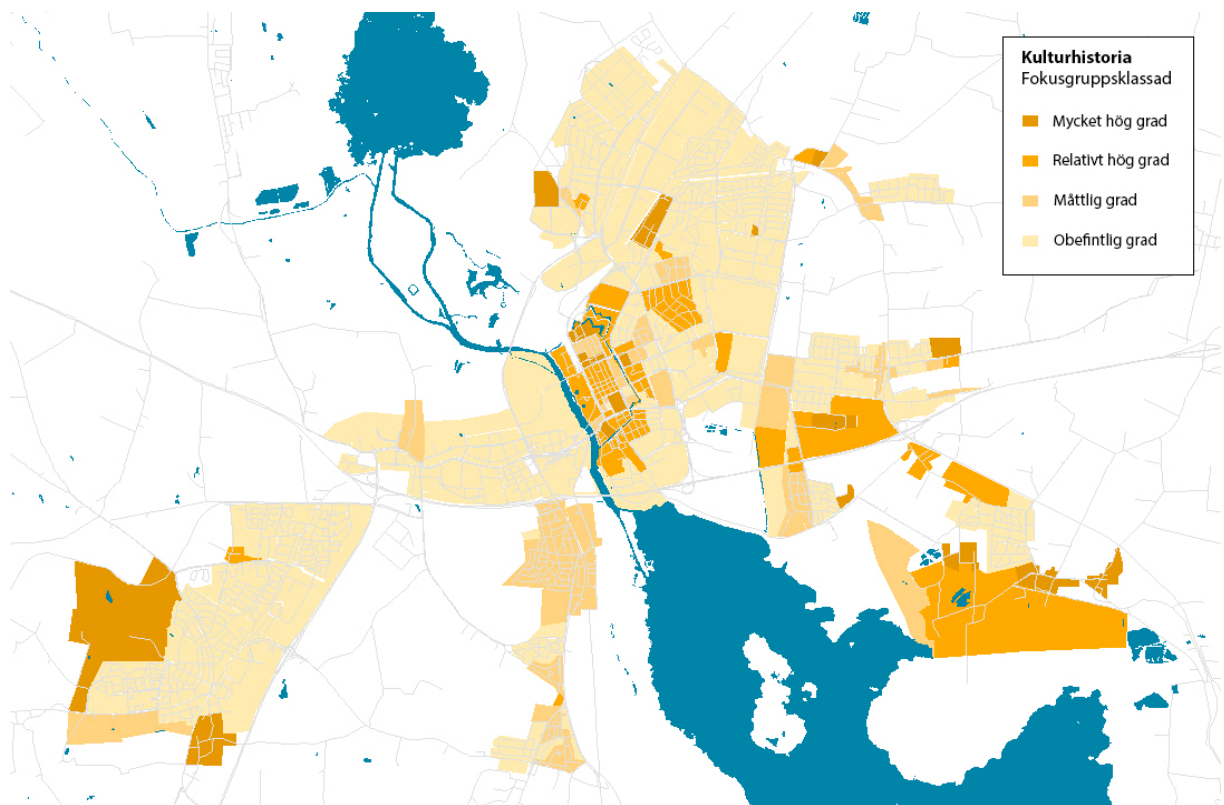 Kulturhistoria
Fokusgruppsklassad
Mycket hög grad
Relativt hög grad
Måttlig grad
Obefintlig grad